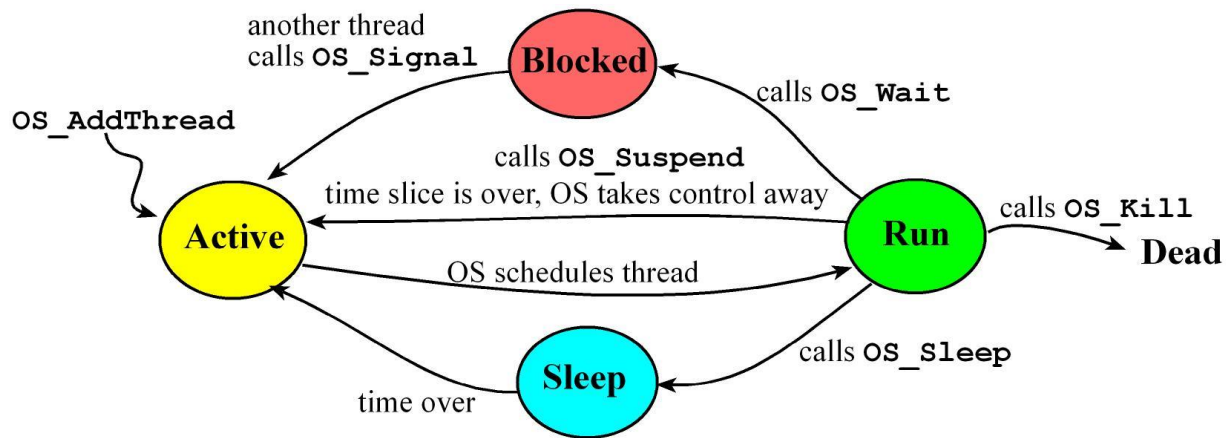 another thread
calls OS_Signal
Blocked
calls OS_Wait
OS_AddThread
calls OS_Suspend
time slice is over, OS takes control away
Active
Run
calls OS_Kill
Dead
OS schedules thread
calls OS_Sleep
Sleep
time over